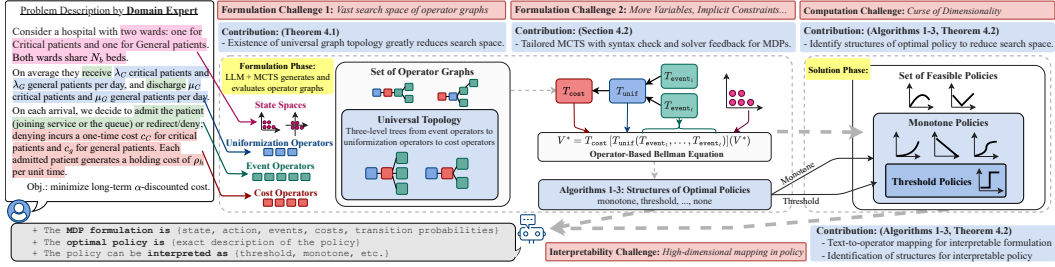 Problem Description by Domain Expert
Consider a hospital with two wards: one for
Critical patients and one for General patients.
Both wards share N_b beds.
On average they receive λ_C critical patients and
λ_G general patients per day, and discharge μ_C
critical patients and μ_G general patients per day.
On each arrival, we decide to admit the patient
(joining service or the queue) or redirect/deny;
denying incurs a one-time cost c_C for critical
patients and c_g for general patients. Each
admitted patient generates a holding cost of ρ_h
per unit time.
Obj.: minimize long-term α-discounted cost.
Formulation Challenge 1: Vast search space of operator graphs
Contribution: (Theorem 4.1)
- Existence of universal graph topology greatly reduces search space.
Formulation Phase:
LLM + MCTS generates and
evaluates operator graphs
State Spaces
Uniformization Operators
Event Operators
Cost Operators
Set of Operator Graphs
Universal Topology
Three-level trees from event operators to
uniformization operators to cost operators
Formulation Challenge 2: More Variables, Implicit Constraints...
Contribution: (Section 4.2)
- Tailored MCTS with syntax check and solver feedback for MDPs.
T_cost
T_unif
T_event_i
T_event_i
V* = T_cost [T_unif (T_event_i, ..., T_event_i)](V*)
Operator-Based Bellman Equation
Algorithms 1-3: Structures of Optimal Policies
monotone, threshold, ..., none
Monotone
Threshold
Computation Challenge: Curse of Dimensionality
Contribution: (Algorithms 1-3, Theorem 4.2)
- Identify structures of optimal policy to reduce search space.
Solution Phase:
Set of Feasible Policies
Monotone Policies
Threshold Policies
+ The MDP formulation is {state, action, events, costs, transition probabilities}
+ The optimal policy is {exact description of the policy}
+ The policy can be interpreted as {threshold, monotone, etc.}
Interpretability Challenge: High-dimensional mapping in policy
Contribution: (Algorithms 1-3, Theorem 4.2)
- Text-to-operator mapping for interpretable formulation
- Identification of structures for interpretable policy